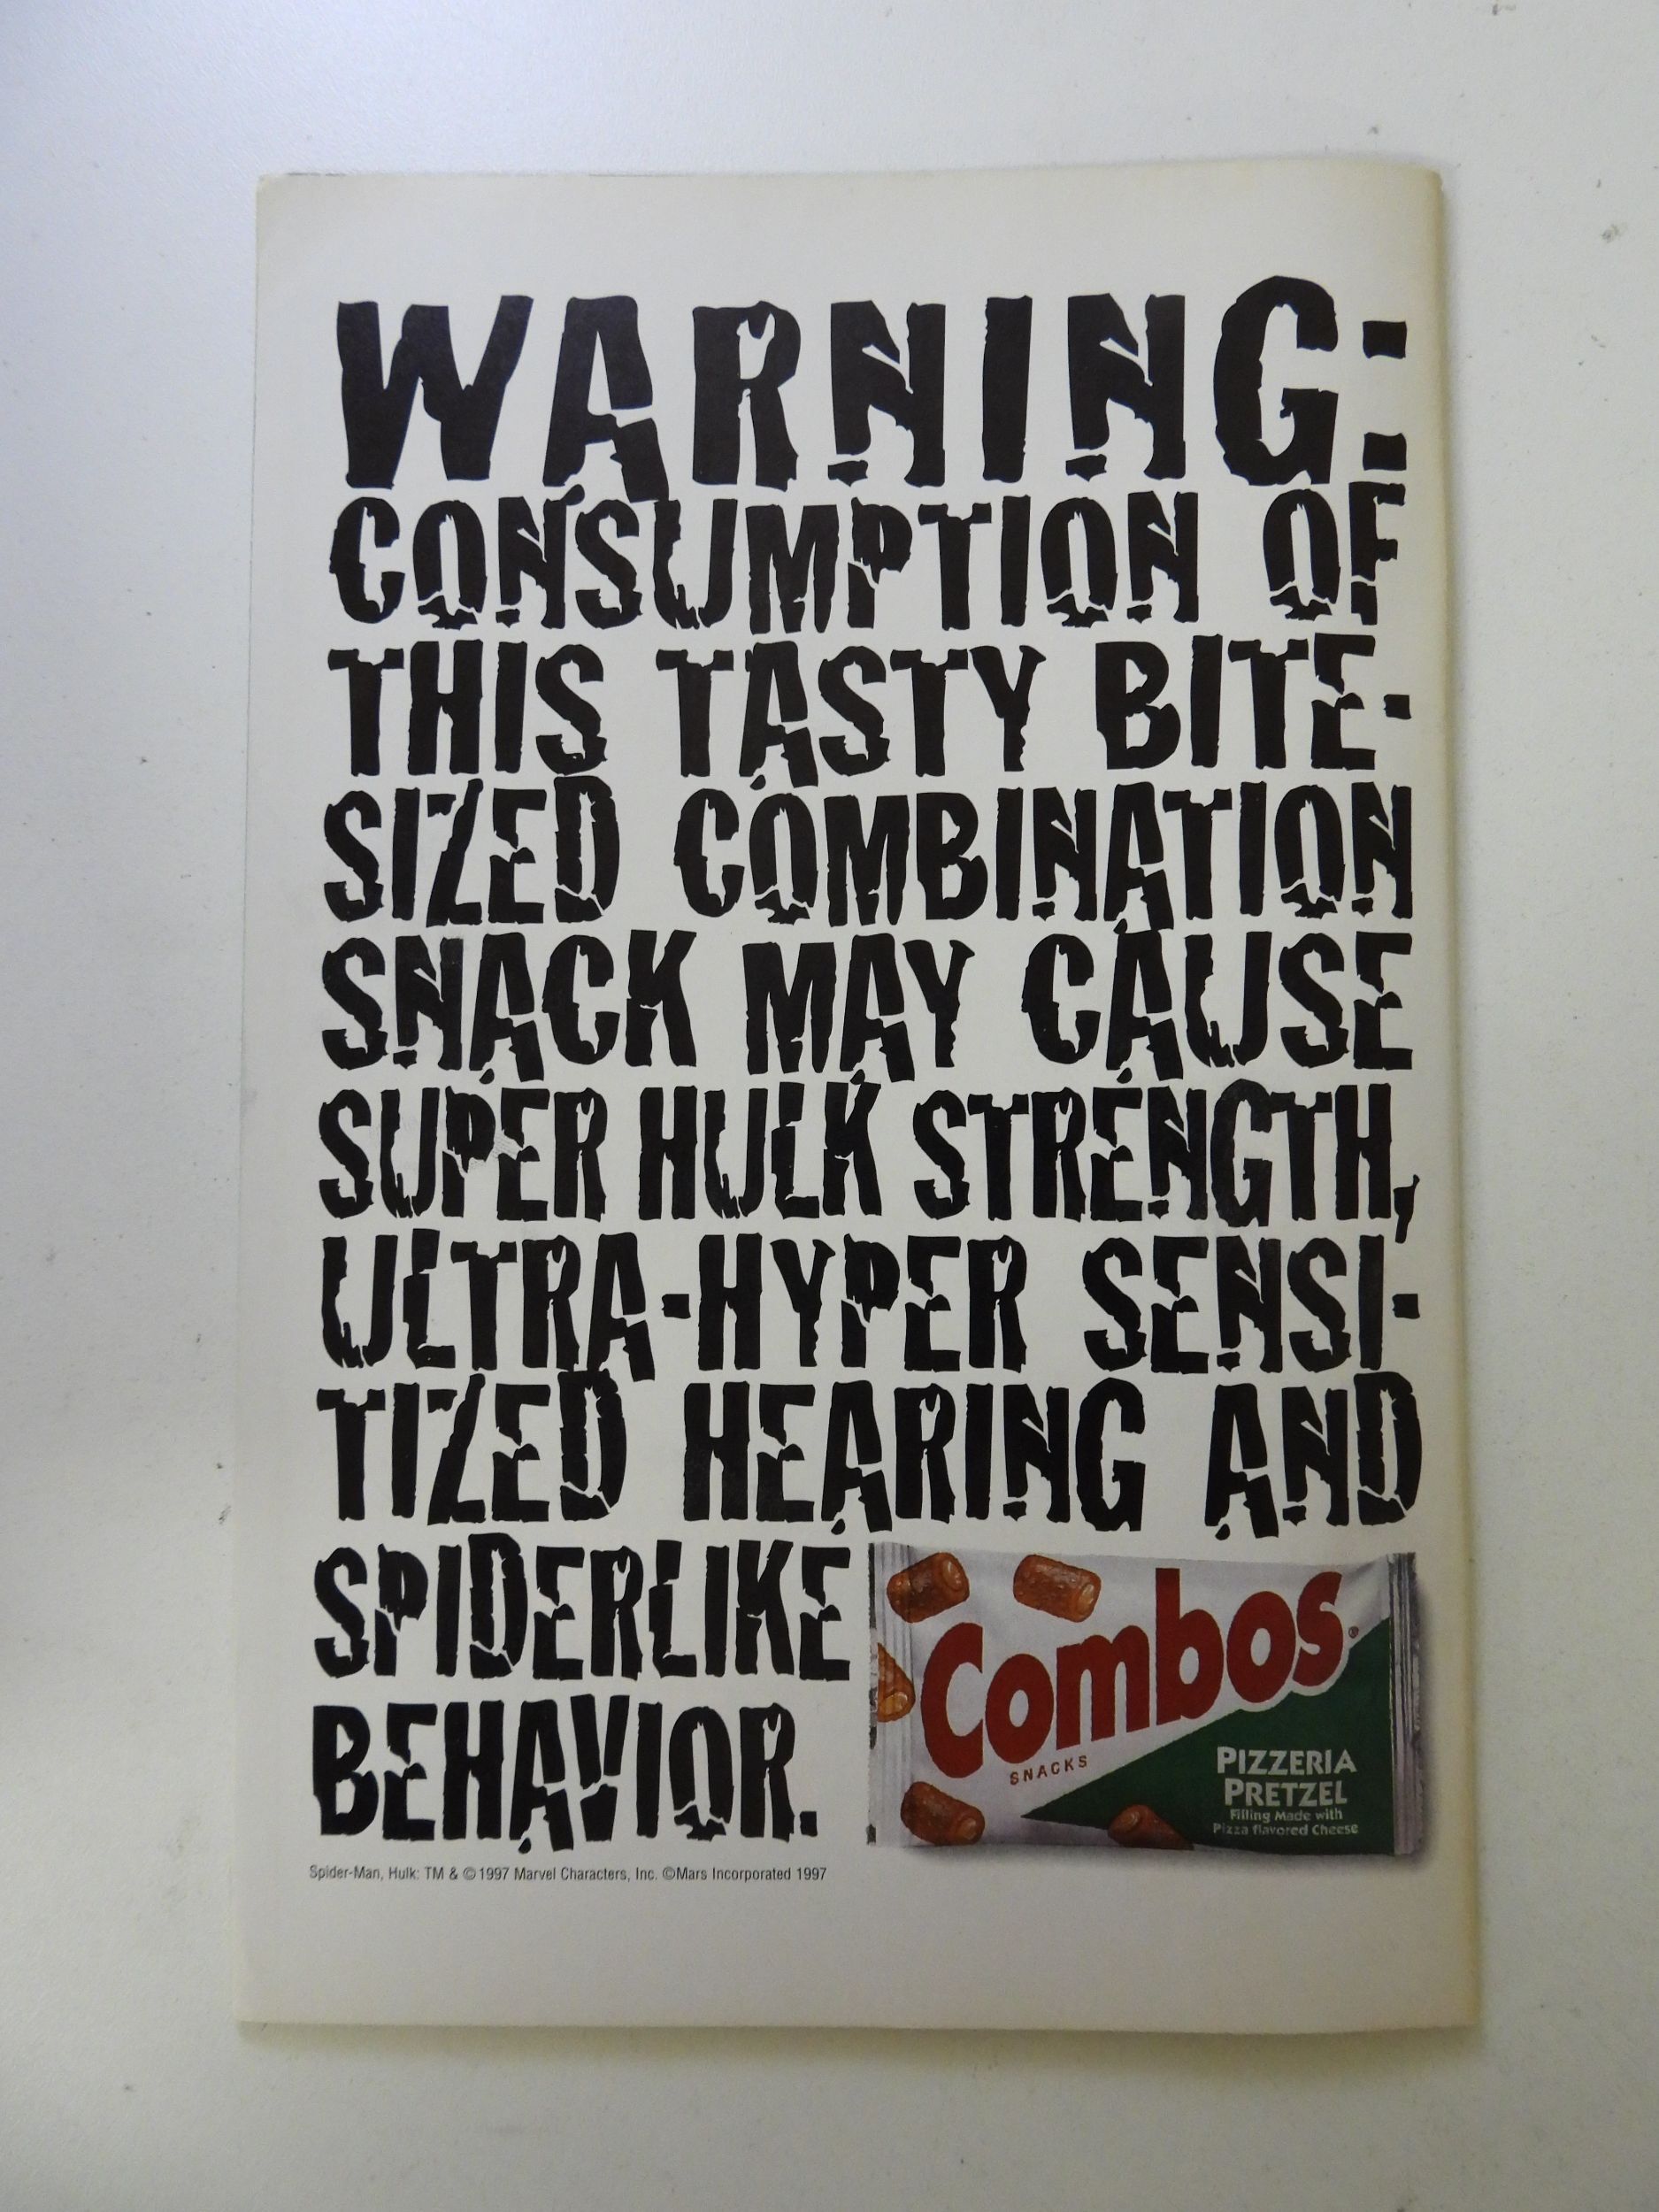 WARNING:
CONSUMPTION OF
THIS TASTY BITE-
SIZED COMBINATION
SNACK MAY CAUSE
SUPER HULK STRENGTH,
ULTRA-HYPER SENSI-
TIZED HEARING AND
SPIDERLIKE
BEHAVIOR.
Combos®
SNACKS
PIZZERIA
PRETZEL
Filling Made with
Pizza flavored Cheese
Spider-Man, Hulk: TM & ©1997 Marvel Characters, Inc. ©Mars Incorporated 1997